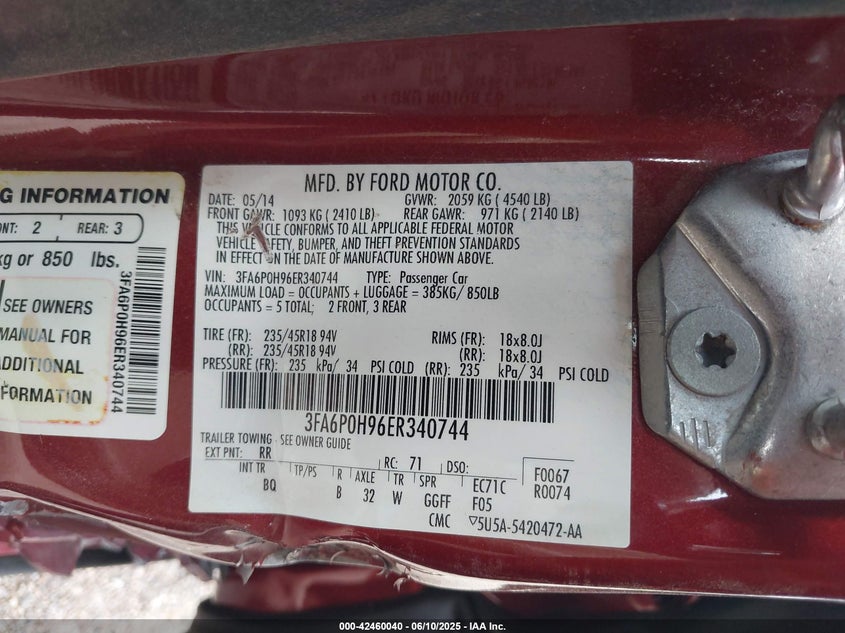 NG INFORMATION
ONT: 2 REAR: 3
kg or 850 lbs.
SEE OWNERS
MANUAL FOR
ADDITIONAL
FORMATION
3FA6P0H96ER340744
MFD. BY FORD MOTOR CO.
DATE: 05/14 GVWR: 2059 KG ( 4540 LB)
FRONT GAWR: 1093 KG ( 2410 LB) REAR GAWR: 971 KG ( 2140 LB)
THIS VEHICLE CONFORMS TO ALL APPLICABLE FEDERAL MOTOR
VEHICLE SAFETY, BUMPER, AND THEFT PREVENTION STANDARDS
IN EFFECT ON THE DATE OF MANUFACTURE SHOWN ABOVE.
VIN: 3FA6P0H96ER340744 TYPE: Passenger Car
MAXIMUM LOAD = OCCUPANTS + LUGGAGE = 385KG/ 850LB
OCCUPANTS = 5 TOTAL; 2 FRONT, 3 REAR
TIRE (FR): 235/45R18 94V RIMS (FR): 18x8.0J
(RR): 235/45R18 94V (RR): 18x8.0J
PRESSURE (FR): 235 kPa/ 34 PSI COLD (RR): 235 kPa/ 34 PSI COLD
3FA6P0H96ER340744
TRAILER TOWING - SEE OWNER GUIDE
EXT PNT: RR RC: 71 DSO: F0067
INT TR TP/PS R AXLE TR SPR EC71C R0074
BQ B 32 W GGFF F05
CMC ▽5U5A-5420472-AA
000-42460040 - 06/10/2025 - IAA Inc.